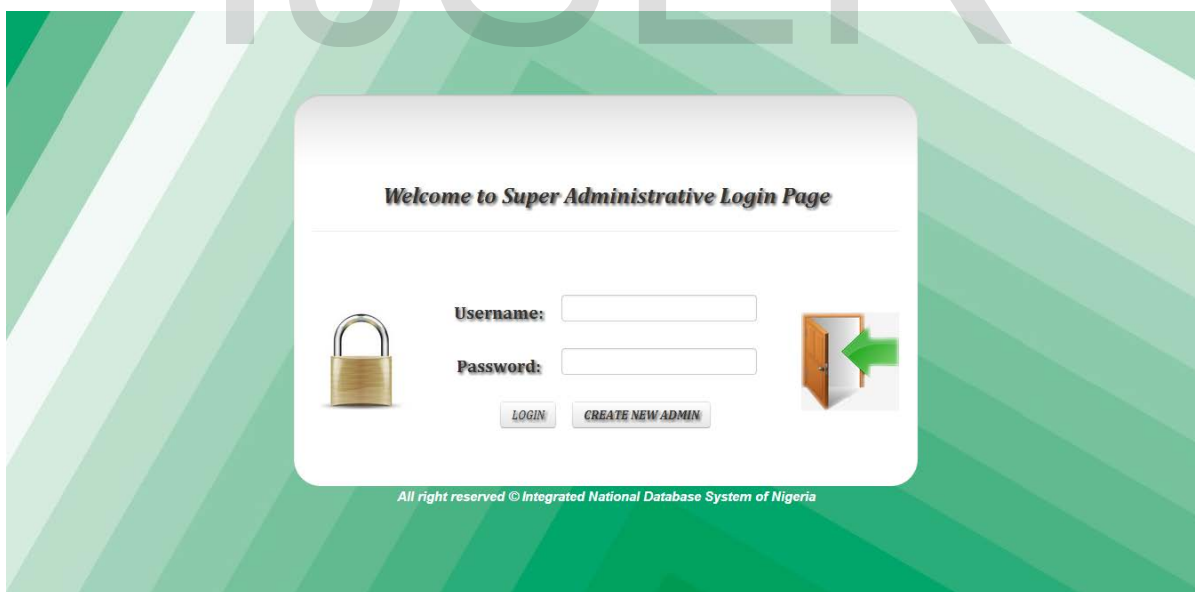 IJSER
Welcome to Super Administrative Login Page
Username:
Password:
LOGIN CREATE NEW ADMIN
All right reserved © Integrated National Database System of Nigeria